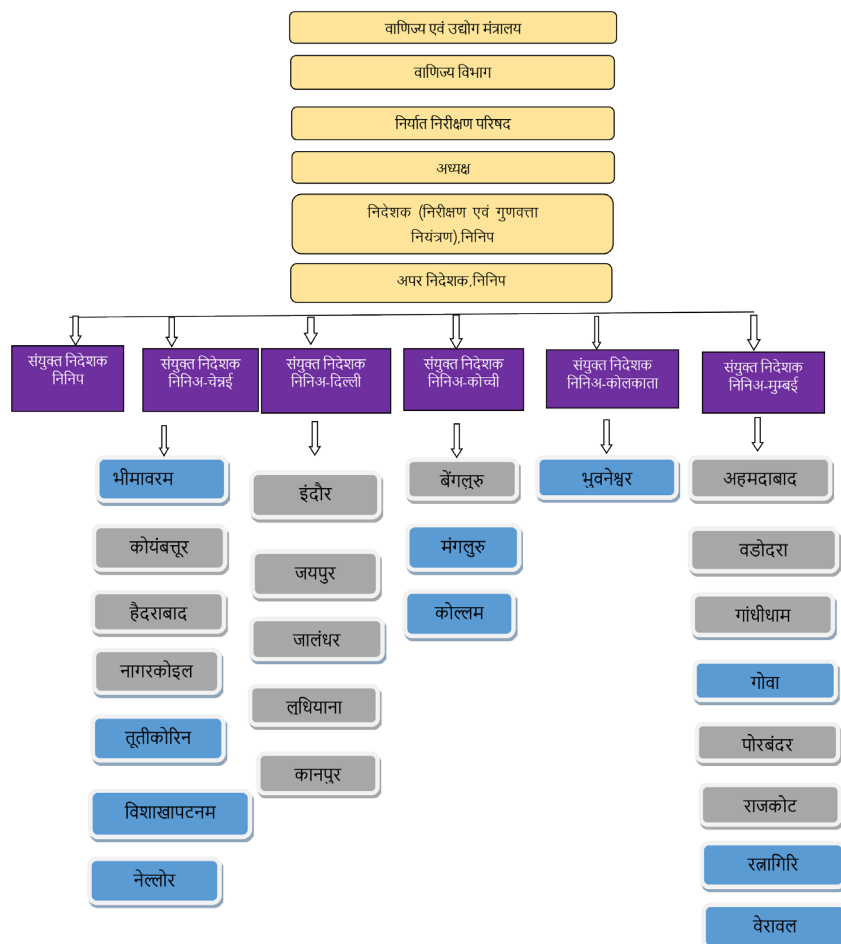 वाणिज्य एवं उद्योग मंत्रालय
वाणिज्य विभाग
निर्यात निरीक्षण परिषद
अध्यक्ष
निदेशक (निरीक्षण एवं गुणवत्ता
नियंत्रण),निनिप
अपर निदेशक,निनिप
संयुक्त निदेशक
निनिप
संयुक्त निदेशक
निनिअ-चेन्नई
संयुक्त निदेशक
निनिअ-दिल्ली
संयुक्त निदेशक
निनिअ-कोच्ची
संयुक्त निदेशक
निनिअ-कोलकाता
संयुक्त निदेशक
निनिअ-मुम्बई
भीमावरम
कोयंबत्तूर
हैदराबाद
नागरकोइल
तूतीकोरिन
विशाखापटनम
नेल्लोर
इंदौर
जयपुर
जालंधर
लुधियाना
कानपुर
बेंगलुरु
मंगलुरु
कोल्लम
भुवनेश्वर
अहमदाबाद
वडोदरा
गांधीधाम
गोवा
पोरबंदर
राजकोट
रत्नागिरि
वेरावल